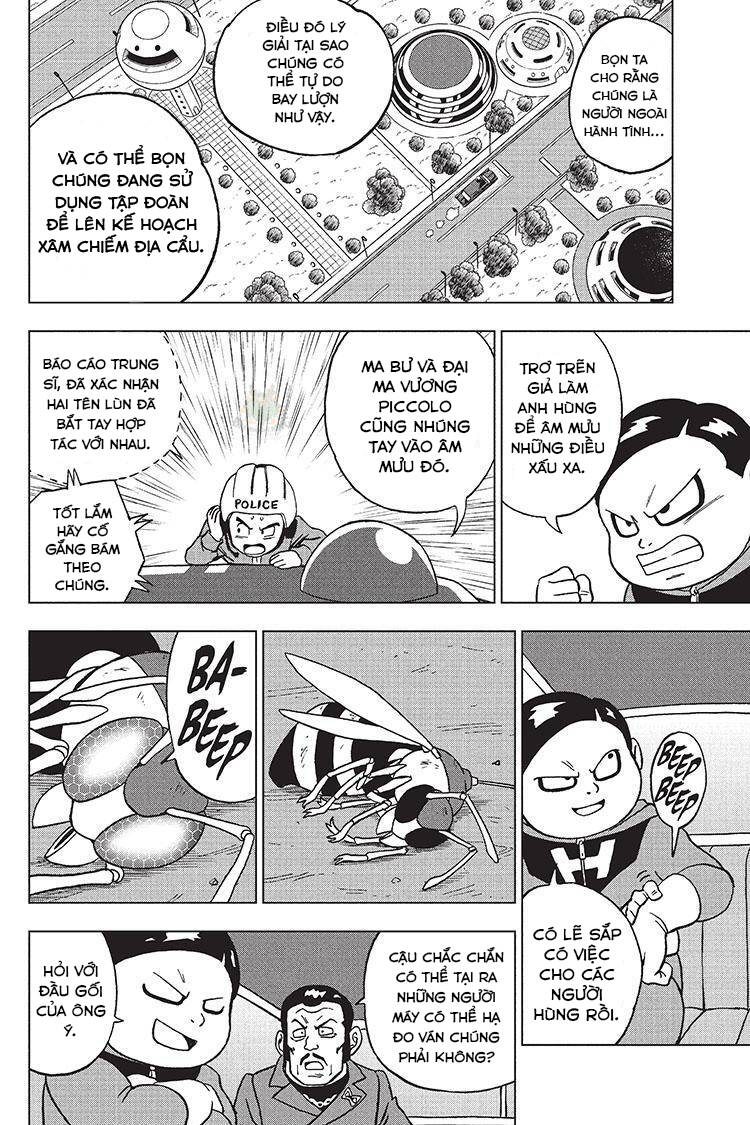 BỌN TA
CHO RẰNG
CHÚNG LÀ
NGƯỜI NGOÀI
HÀNH TINH...
ĐIỀU ĐÓ LÝ
GIẢI TẠI SAO
CHÚNG CÓ
THỂ TỰ DO
BAY LƯỢN
NHƯ VẬY.
VÀ CÓ THỂ BỌN
CHÚNG ĐANG SỬ
DỤNG TẬP ĐOÀN
ĐỂ LÊN KẾ HOẠCH
XÂM CHIẾM ĐỊA CẦU.
TRƠ TRẼN
GIẢ LÀM
ANH HÙNG
ĐỂ ÂM MƯU
NHỮNG ĐIỀU
XẤU XA.
MA BƯ VÀ ĐẠI
MA VƯƠNG
PICCOLO
CŨNG NHÚNG
TAY VÀO ÂM
MƯU ĐÓ.
BÁO CÁO TRUNG
SĨ, ĐÃ XÁC NHẬN
HAI TÊN LÙN ĐÃ
BẮT TAY HỢP
TÁC VỚI NHAU.
POLICE
TỐT LẮM
HÃY CỐ
GẮNG BÁM
THEO
CHÚNG.
BEEP
BEEP
H
CÓ LẼ SẮP
CÓ VIỆC
CHO CÁC
NGƯỜI
HÙNG RỒI.
BA-
BEEP
CẬU CHẮC CHẮN
CÓ THỂ TẠI RA
NHỮNG NGƯỜI
MÁY CÓ THỂ HẠ
ĐO VÁN CHÚNG
PHẢI KHÔNG?
HỎI VỚI
ĐẦU GỐI
CỦA ÔNG
Ý.